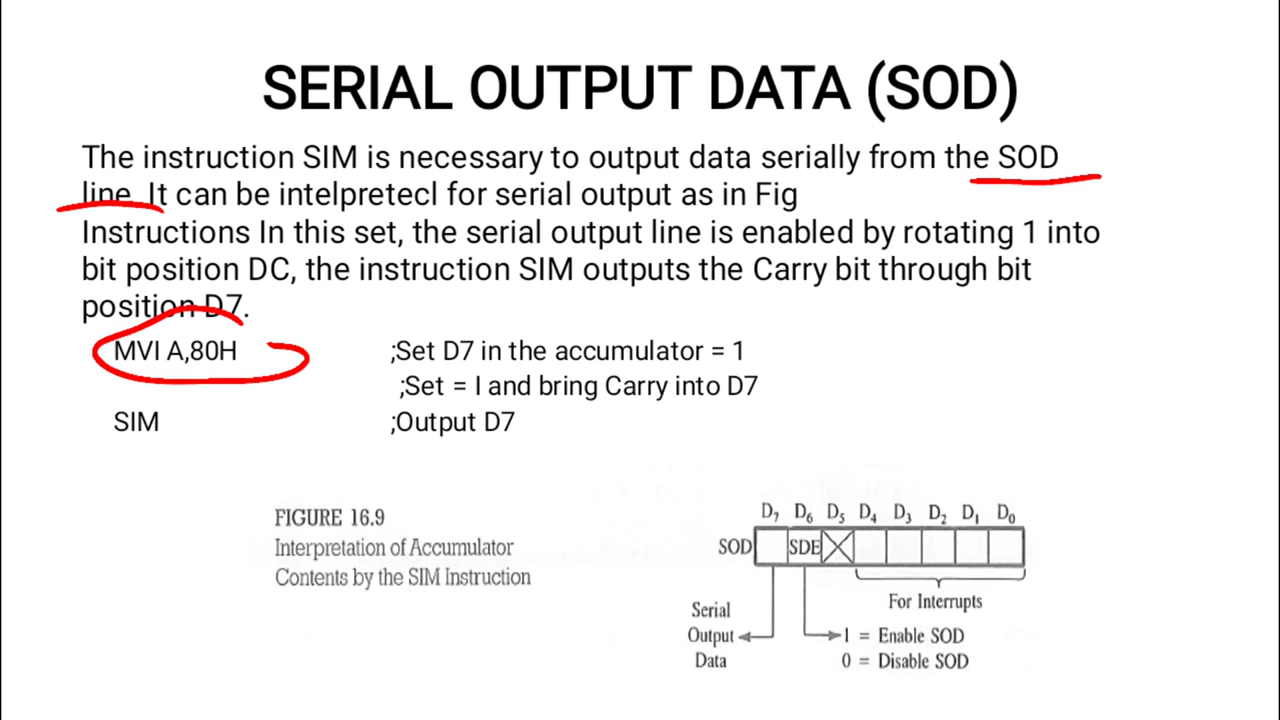 SERIAL OUTPUT DATA (SOD)
The instruction SIM is necessary to output data serially from the SOD
line. It can be intelpretecl for serial output as in Fig
Instructions In this set, the serial output line is enabled by rotating 1 into
bit position DC, the instruction SIM outputs the Carry bit through bit
position D7.
MVI A,80H ;Set D7 in the accumulator = 1
;Set = I and bring Carry into D7
SIM ;Output D7
FIGURE 16.9
Interpretation of Accumulator
Contents by the SIM Instruction
D7 D6 D5 D4 D3 D2 D1 D0
SOD SDE
For Interrupts
Serial
Output
Data
1 = Enable SOD
0 = Disable SOD